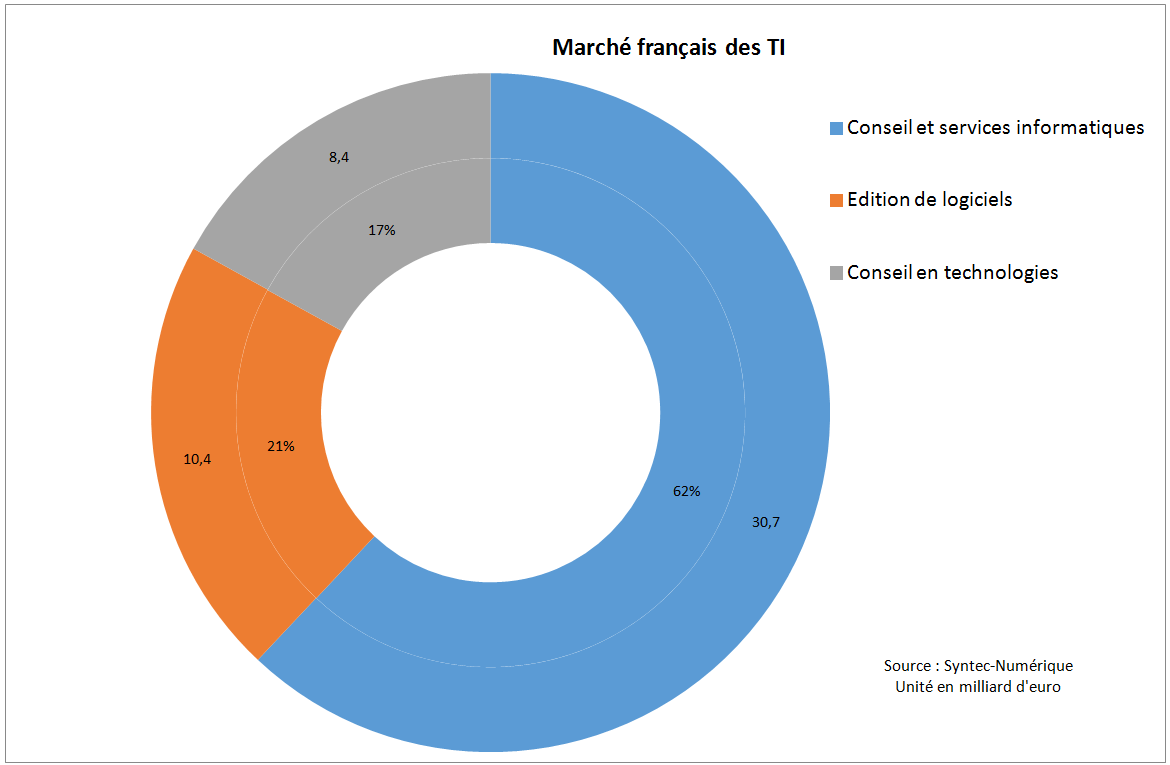 Marché français des TI
Conseil et services informatiques
Edition de logiciels
Conseil en technologies
8,4
17%
10,4
21%
62%
30,7
Source : Syntec-Numérique
Unité en milliard d'euro